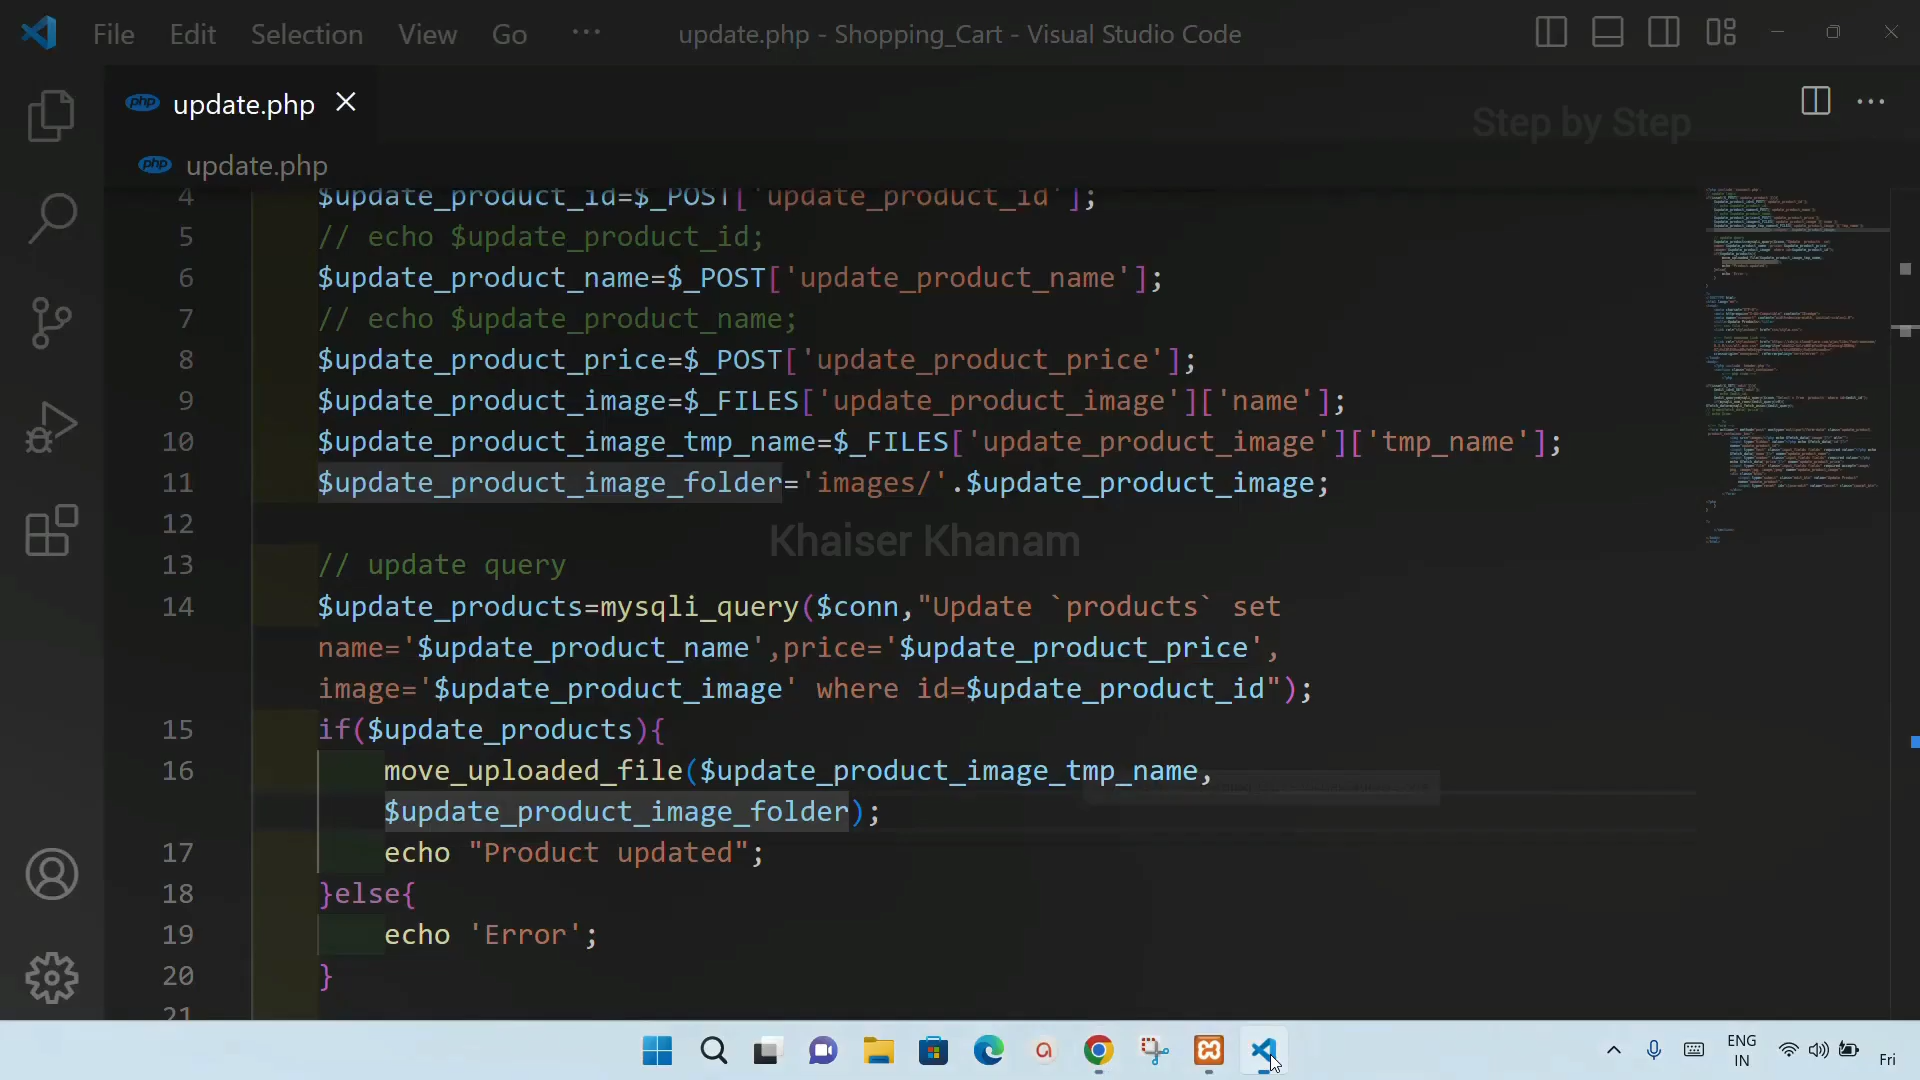 File Edit Selection View Go ... update.php - Shopping_Cart - Visual Studio Code
php update.php
Step by Step
php update.php
4 $update_product_id=$_POST['update_product_id'];
5 // echo $update_product_id;
6 $update_product_name=$_POST['update_product_name'];
7 // echo $update_product_name;
8 $update_product_price=$_POST['update_product_price'];
9 $update_product_image=$_FILES['update_product_image']['name'];
10 $update_product_image_tmp_name=$_FILES['update_product_image']['tmp_name'];
11 $update_product_image_folder='images/'.$update_product_image;
12
Khaiser Khanam
13 // update query
14 $update_products=mysqli_query($conn,"Update `products` set
name='$update_product_name',price='$update_product_price',
image='$update_product_image' where id=$update_product_id");
15 if($update_products){
16 move_uploaded_file($update_product_image_tmp_name,
$update_product_image_folder);
17 echo "Product updated";
18 }else{
19 echo 'Error';
20 }
21
ENG
IN
Fri